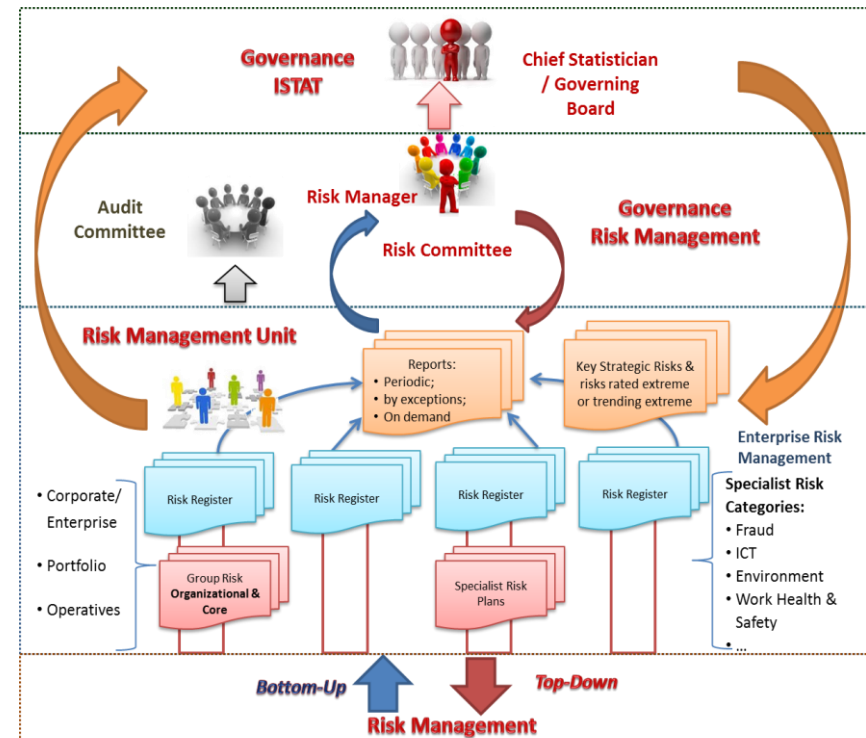 Governance
ISTAT
Chief Statistician
/ Governing
Board
Audit
Committee
Risk Manager
Risk Committee
Governance
Risk Management
Risk Management Unit
Reports:
• Periodic;
• by exceptions;
• On demand
Key Strategic Risks &
risks rated extreme
or trending extreme
Enterprise Risk
Management
• Corporate/
Enterprise
• Portfolio
• Operatives
Risk Register
Risk Register
Risk Register
Risk Register
Group Risk
Organizational &
Core
Specialist Risk
Plans
Specialist Risk
Categories:
• Fraud
• ICT
• Environment
• Work Health &
Safety
• ...
Bottom-Up
Top-Down
Risk Management